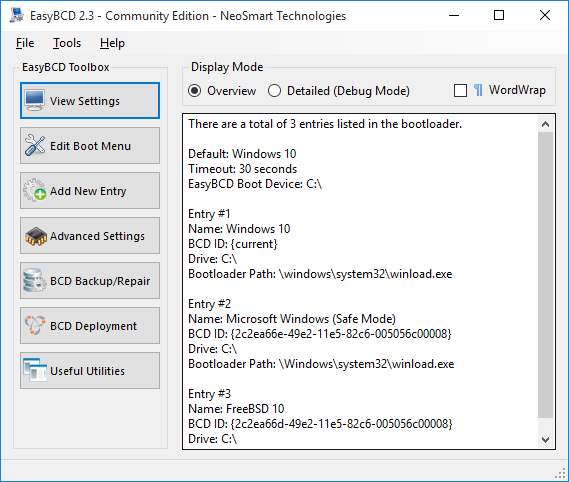 EasyBCD 2.3 - Community Edition - NeoSmart Technologies
File Tools Help
EasyBCD Toolbox
View Settings
Edit Boot Menu
Add New Entry
Advanced Settings
BCD Backup/Repair
BCD Deployment
Useful Utilities
Display Mode
Overview Detailed (Debug Mode) ¶ WordWrap
There are a total of 3 entries listed in the bootloader.
Default: Windows 10
Timeout: 30 seconds
EasyBCD Boot Device: C:\
Entry #1
Name: Windows 10
BCD ID: {current}
Drive: C:\
Bootloader Path: \windows\system32\winload.exe
Entry #2
Name: Microsoft Windows (Safe Mode)
BCD ID: {2c2ea66e-49e2-11e5-82c6-005056c00008}
Drive: C:\
Bootloader Path: \Windows\system32\winload.exe
Entry #3
Name: FreeBSD 10
BCD ID: {2c2ea66d-49e2-11e5-82c6-005056c00008}
Drive: C:\